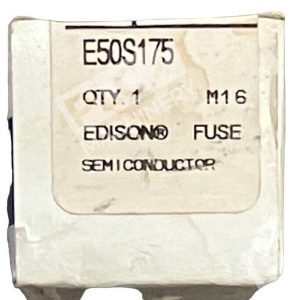 E50S175
QTY. 1 M16
EDISON® FUSE
SEMICONDUCTOR